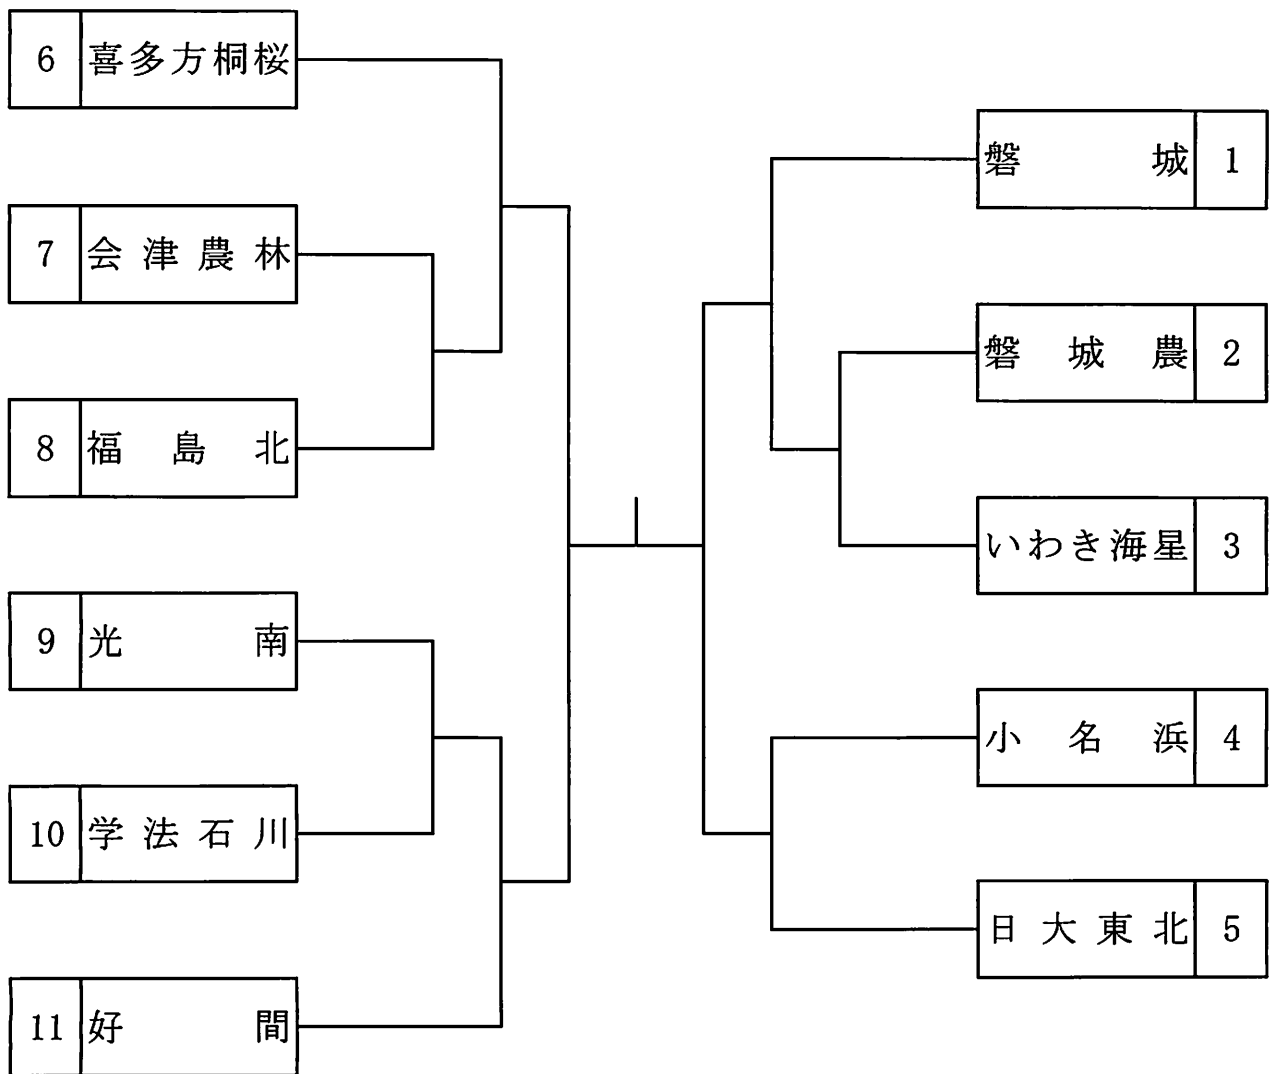 6 喜多方桐桜
7 会津農林
8 福島北
9 光南
10 学法石川
11 好間
磐城 1
磐城農 2
いわき海星 3
小名浜 4
日大東北 5